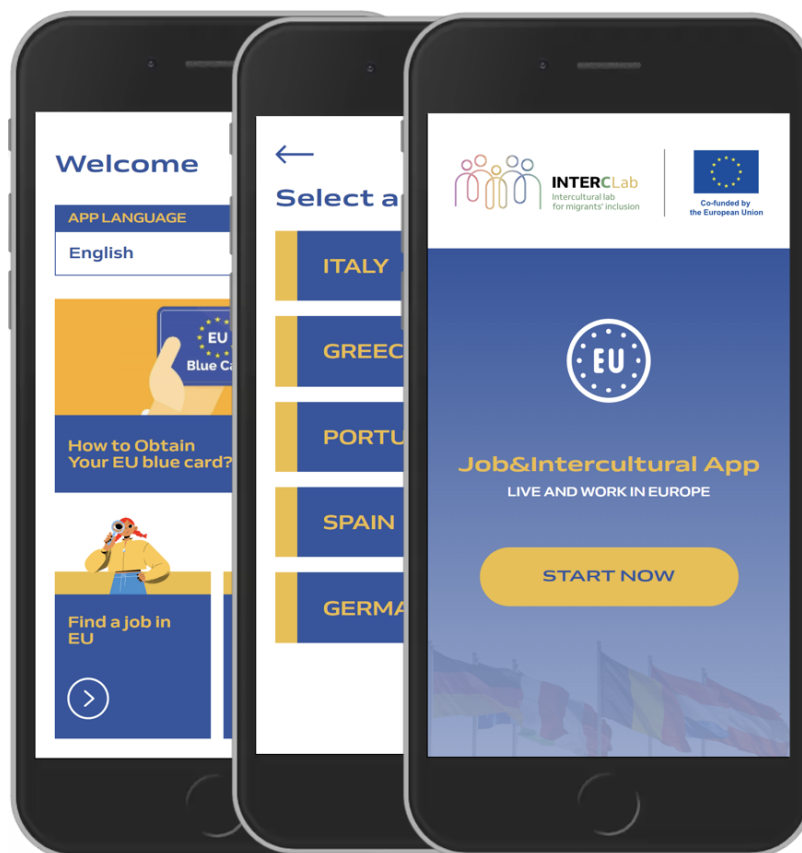 Welcome
APP LANGUAGE
English
EU
Blue Ca
How to Obtain
Your EU blue card?
Find a job in
EU
Select a
ITALY
GREEC
PORTU
SPAIN
GERMA
INTERCLab
Intercultural lab
for migrants' inclusion
Co-funded by
the European Union
EU
Job&Intercultural App
LIVE AND WORK IN EUROPE
START NOW